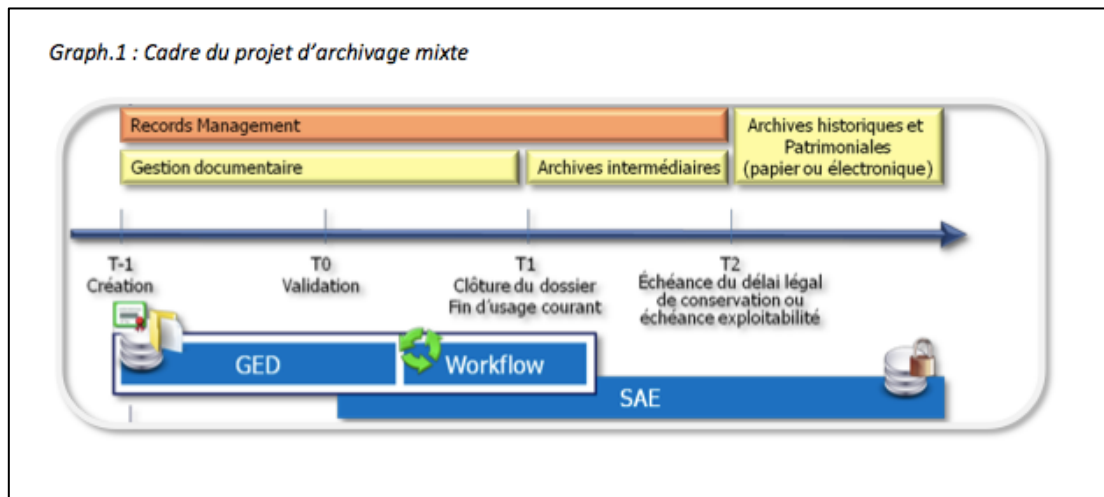 Graph.1 : Cadre du projet d'archivage mixte
Records Management
Archives historiques et
Patrimoniales
(papier ou électronique)
Gestion documentaire
Archives intermédiaires
T-1
Création
T0
Validation
T1
Clôture du dossier
Fin d'usage courant
T2
Échéance du délai légal
de conservation ou
échéance exploitabilité
GED
Workflow
SAE